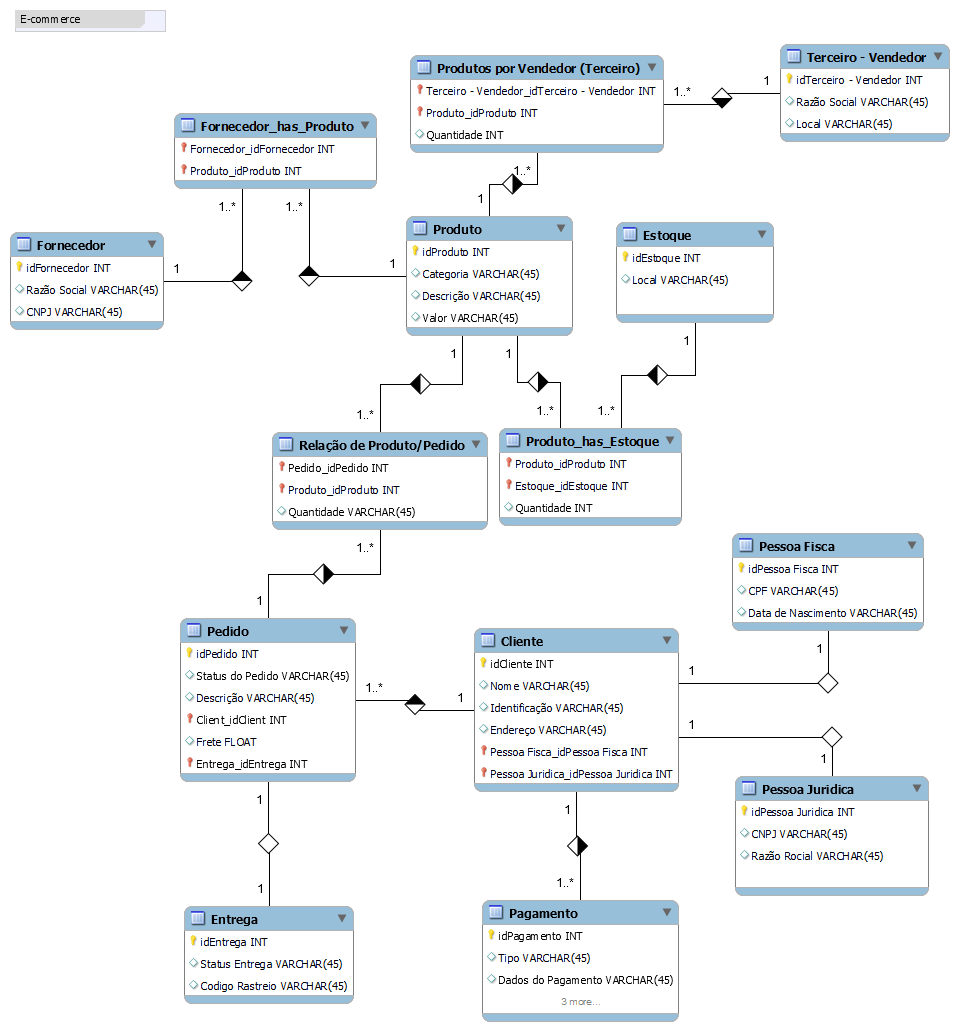 E-commerce
Produtos por Vendedor (Terceiro)
Terceiro - Vendedor_idTerceiro - Vendedor INT
Produto_idProduto INT
Quantidade INT
1..*
1
Terceiro - Vendedor
idTerceiro - Vendedor INT
Razão Social VARCHAR(45)
Local VARCHAR(45)
Fornecedor_has_Produto
Fornecedor_idFornecedor INT
Produto_idProduto INT
1..*
1..*
1..*
1
Fornecedor
idFornecedor INT
Razão Social VARCHAR(45)
CNPJ VARCHAR(45)
1
1
Produto
idProduto INT
Categoria VARCHAR(45)
Descrição VARCHAR(45)
Valor VARCHAR(45)
Estoque
idEstoque INT
Local VARCHAR(45)
1
1
1
1..*
1..*
1..*
Relação de Produto/Pedido
Pedido_idPedido INT
Produto_idProduto INT
Quantidade VARCHAR(45)
Produto_has_Estoque
Produto_idProduto INT
Estoque_idEstoque INT
Quantidade INT
1..*
1
Pessoa Fisca
idPessoa Fisca INT
CPF VARCHAR(45)
Data de Nascimento VARCHAR(45)
Pedido
idPedido INT
Status do Pedido VARCHAR(45)
Descrição VARCHAR(45)
Client_idClient INT
Frete FLOAT
Entrega_idEntrega INT
1..*
1
Cliente
idCliente INT
Nome VARCHAR(45)
Identificação VARCHAR(45)
Endereço VARCHAR(45)
Pessoa Fisca_idPessoa Fisca INT
Pessoa Juridica_idPessoa Juridica INT
1
1
1
1
Pessoa Juridica
idPessoa Juridica INT
CNPJ VARCHAR(45)
Razão Rocial VARCHAR(45)
1
1
1
1..*
Entrega
idEntrega INT
Status Entrega VARCHAR(45)
Codigo Rastreio VARCHAR(45)
Pagamento
idPagamento INT
Tipo VARCHAR(45)
Dados do Pagamento VARCHAR(45)
3 more...